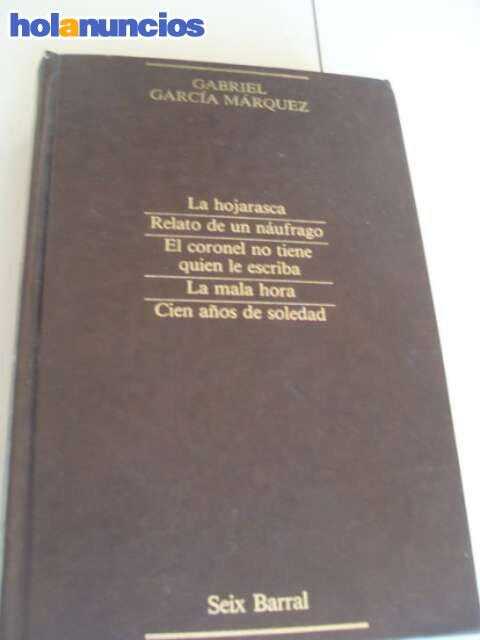 holanuncios
GABRIEL
GARCÍA MÁRQUEZ
La hojarasca
Relato de un náufrago
El coronel no tiene
quien le escriba
La mala hora
Cien años de soledad
Seix Barral